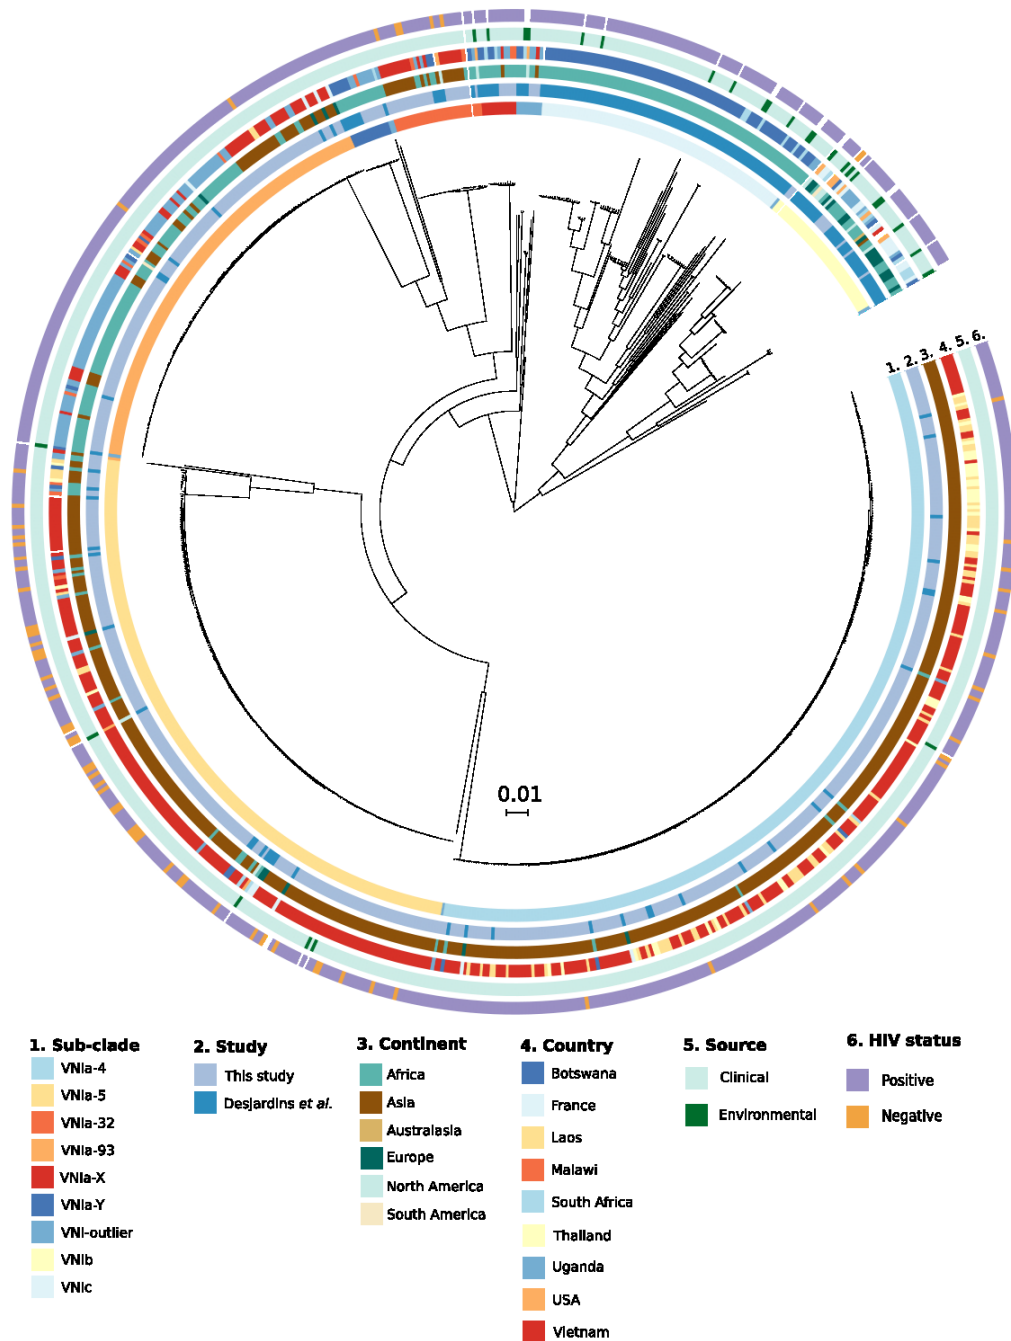 1. 2. 3. 4. 5. 6.
0.01
1. Sub-clade
VNIa-4
VNIa-5
VNIa-32
VNIa-93
VNIa-X
VNIa-Y
VNI-outlier
VNIb
VNIc
2. Study
This study
Desjardins et al.
3. Continent
Africa
Asia
Australasia
Europe
North America
South America
4. Country
Botswana
France
Laos
Malawi
South Africa
Thailand
Uganda
USA
Vietnam
5. Source
Clinical
Environmental
6. HIV status
Positive
Negative